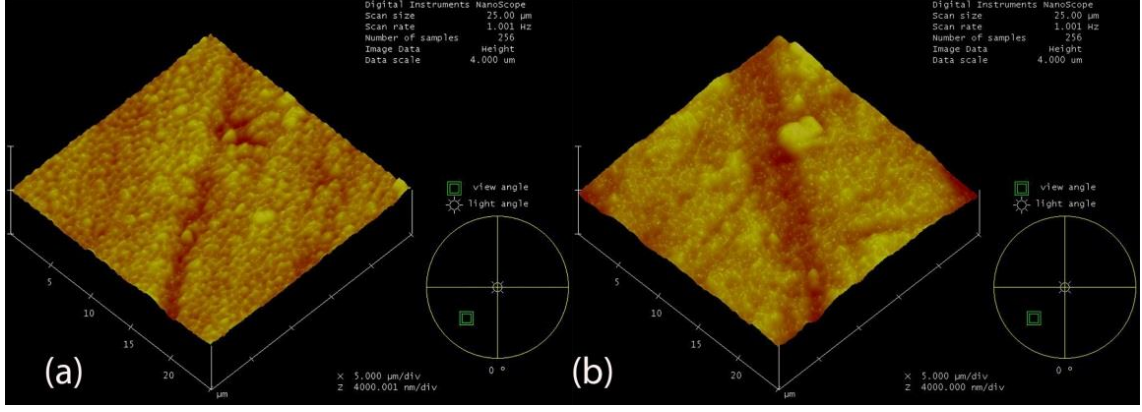 Digital Instruments NanoScope
Scan size 25.00 µm
Scan rate 1.001 Hz
Number of samples 256
Image Data Height
Data scale 4.000 um
view angle
light angle
5
10
15
20
µm
0 °
X 5.000 µm/div
Z 4000.001 nm/div
(a)
Digital Instruments NanoScope
Scan size 25.00 µm
Scan rate 1.001 Hz
Number of samples 256
Image Data Height
Data scale 4.000 um
view angle
light angle
5
10
15
20
µm
0 °
X 5.000 µm/div
Z 4000.000 nm/div
(b)